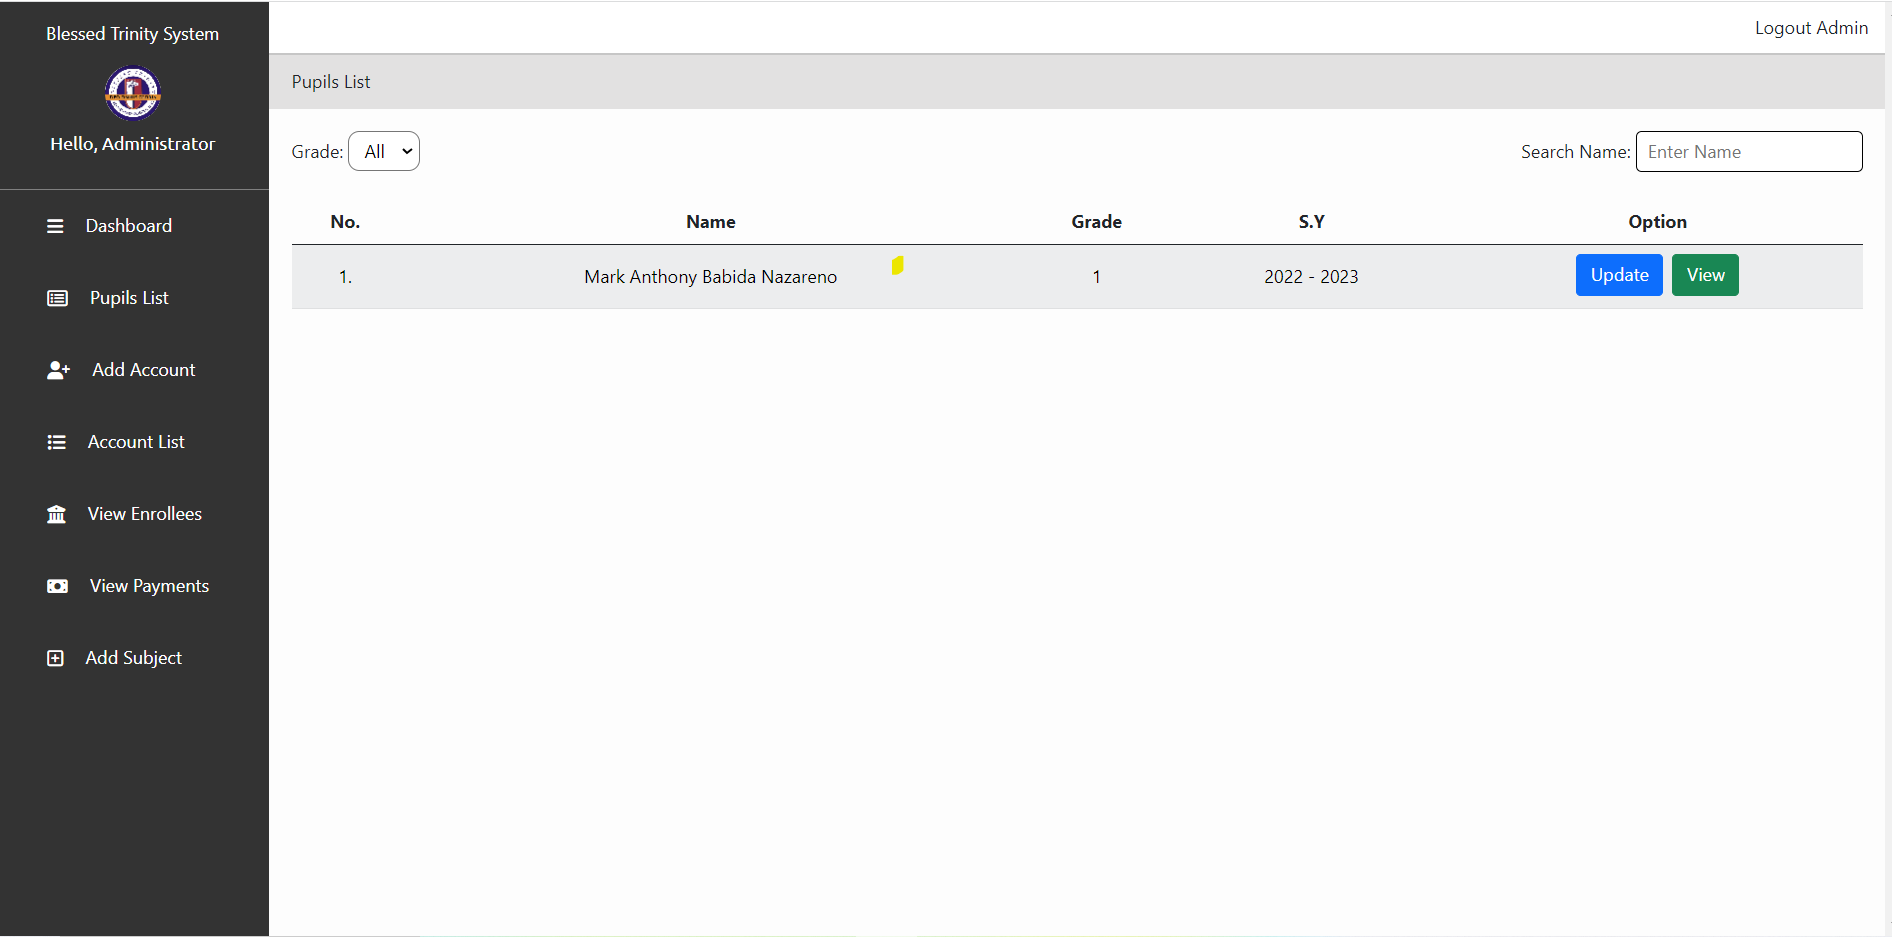 Blessed Trinity System
Hello, Administrator
Dashboard
Pupils List
Add Account
Account List
View Enrollees
View Payments
Add Subject
Logout Admin
Pupils List
Grade: All
Search Name: Enter Name
No. Name Grade S.Y Option
1. Mark Anthony Babida Nazareno 1 2022 - 2023 Update View